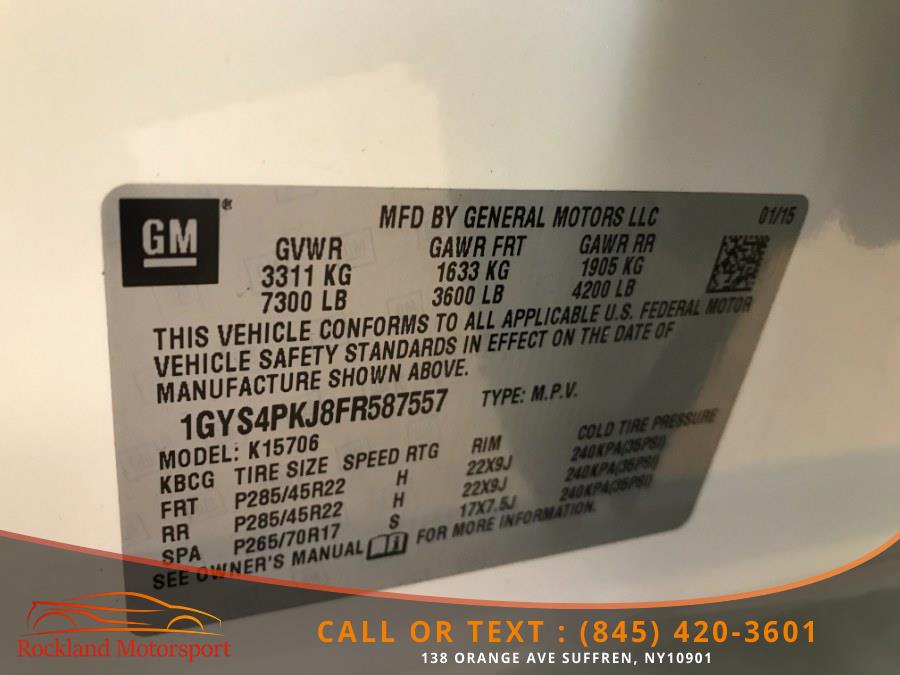 GM®
MFD BY GENERAL MOTORS LLC 01/15
GVWR GAWR FRT GAWR RR
3311 KG 1633 KG 1905 KG
7300 LB 3600 LB 4200 LB
THIS VEHICLE CONFORMS TO ALL APPLICABLE U.S. FEDERAL MOTOR
VEHICLE SAFETY STANDARDS IN EFFECT ON THE DATE OF
MANUFACTURE SHOWN ABOVE.
1GYS4PKJ8FR587557 TYPE: M.P.V.
MODEL: K15706
KBCG TIRE SIZE SPEED RTG RIM COLD TIRE PRESSURE
FRT P285/45R22 H 22X9J 240KPA(35PSI)
RR P285/45R22 H 22X9J 240KPA(35PSI)
SPA P265/70R17 S 17X7.5J 240KPA(35PSI)
SEE OWNER'S MANUAL FOR MORE INFORMATION.
Rockland Motorsport
CALL OR TEXT : (845) 420-3601
138 ORANGE AVE SUFFREN, NY10901